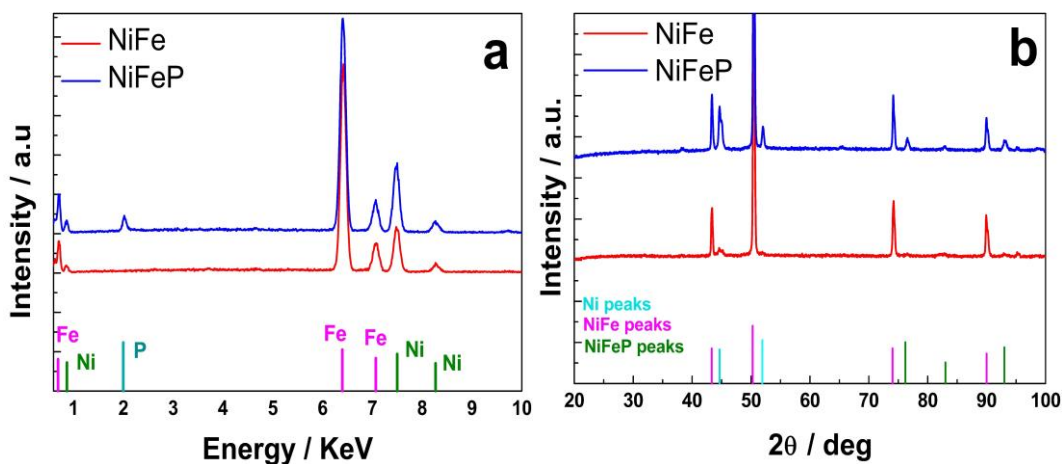 a
NiFe
NiFeP
Intensity / a.u
Fe
Ni
P
Fe
Fe
Ni
Ni
1 2 3 4 5 6 7 8 9 10
Energy / KeV
b
NiFe
NiFeP
Intensity / a.u.
Ni peaks
NiFe peaks
NiFeP peaks
20 30 40 50 60 70 80 90 100
2θ / deg